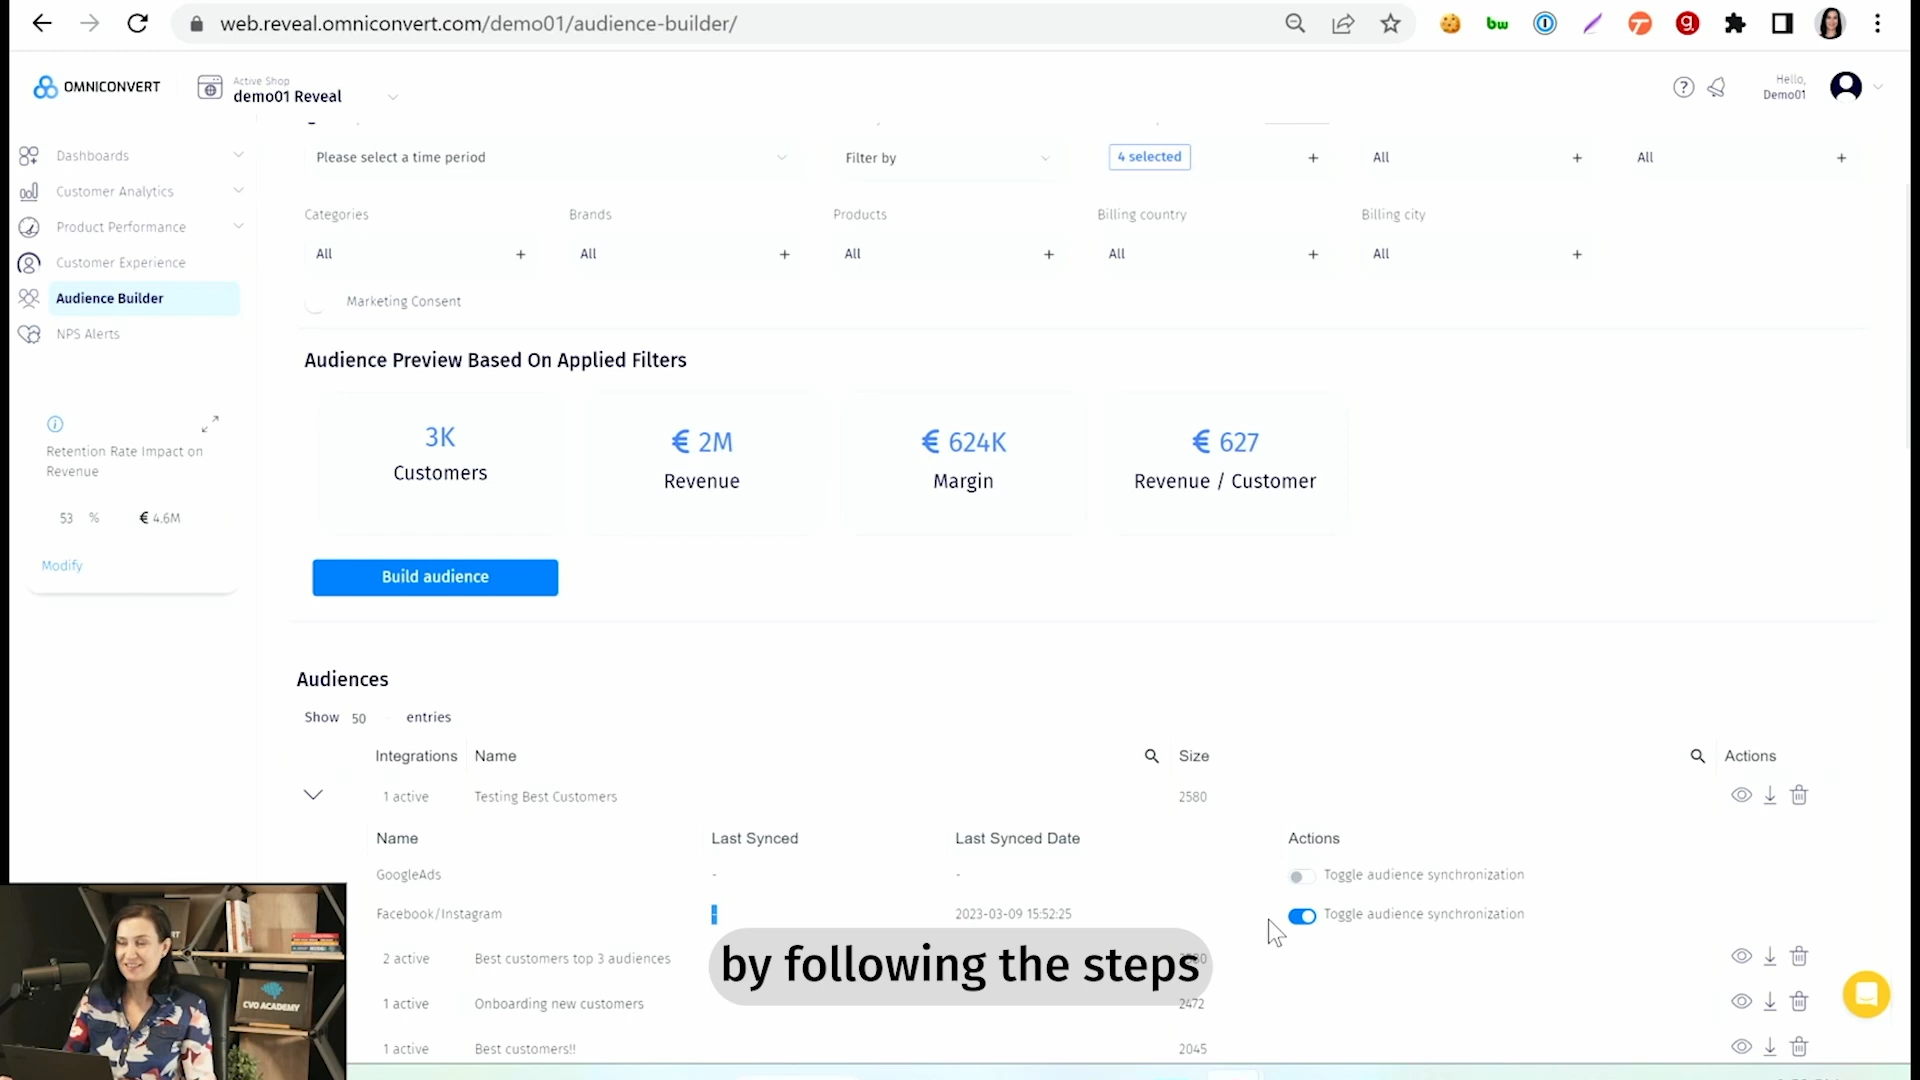 web.reveal.omniconvert.com/demo01/audience-builder/
bw
OMNICONVERT
Active Shop
demo01 Reveal
Hello,
Demo01
Dashboards
Customer Analytics
Product Performance
Customer Experience
Audience Builder
NPS Alerts
Retention Rate Impact on
Revenue
53 % € 4.6M
Modify
Please select a time period
Filter by
4 selected
All
All
Categories
Brands
Products
Billing country
Billing city
All
All
All
All
All
Marketing Consent
Audience Preview Based On Applied Filters
3K
Customers
€ 2M
Revenue
€ 624K
Margin
€ 627
Revenue / Customer
Build audience
Audiences
Show 50 entries
Integrations Name Size Actions
1 active Testing Best Customers 2580
Name Last Synced Last Synced Date Actions
GoogleAds - - Toggle audience synchronization
Facebook/Instagram 2023-03-09 15:52:25 Toggle audience synchronization
2 active Best customers top 3 audiences
1 active Onboarding new customers 2472
1 active Best customers!! 2045
by following the steps
CVO ACADEMY